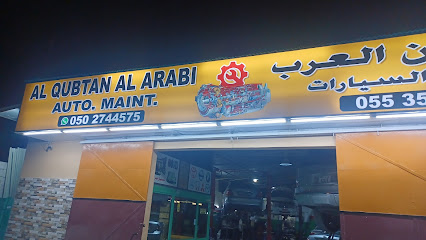 AL QUBTAN AL ARABI
AUTO. MAINT.
050 2744575
العرب
السيارات
055 35